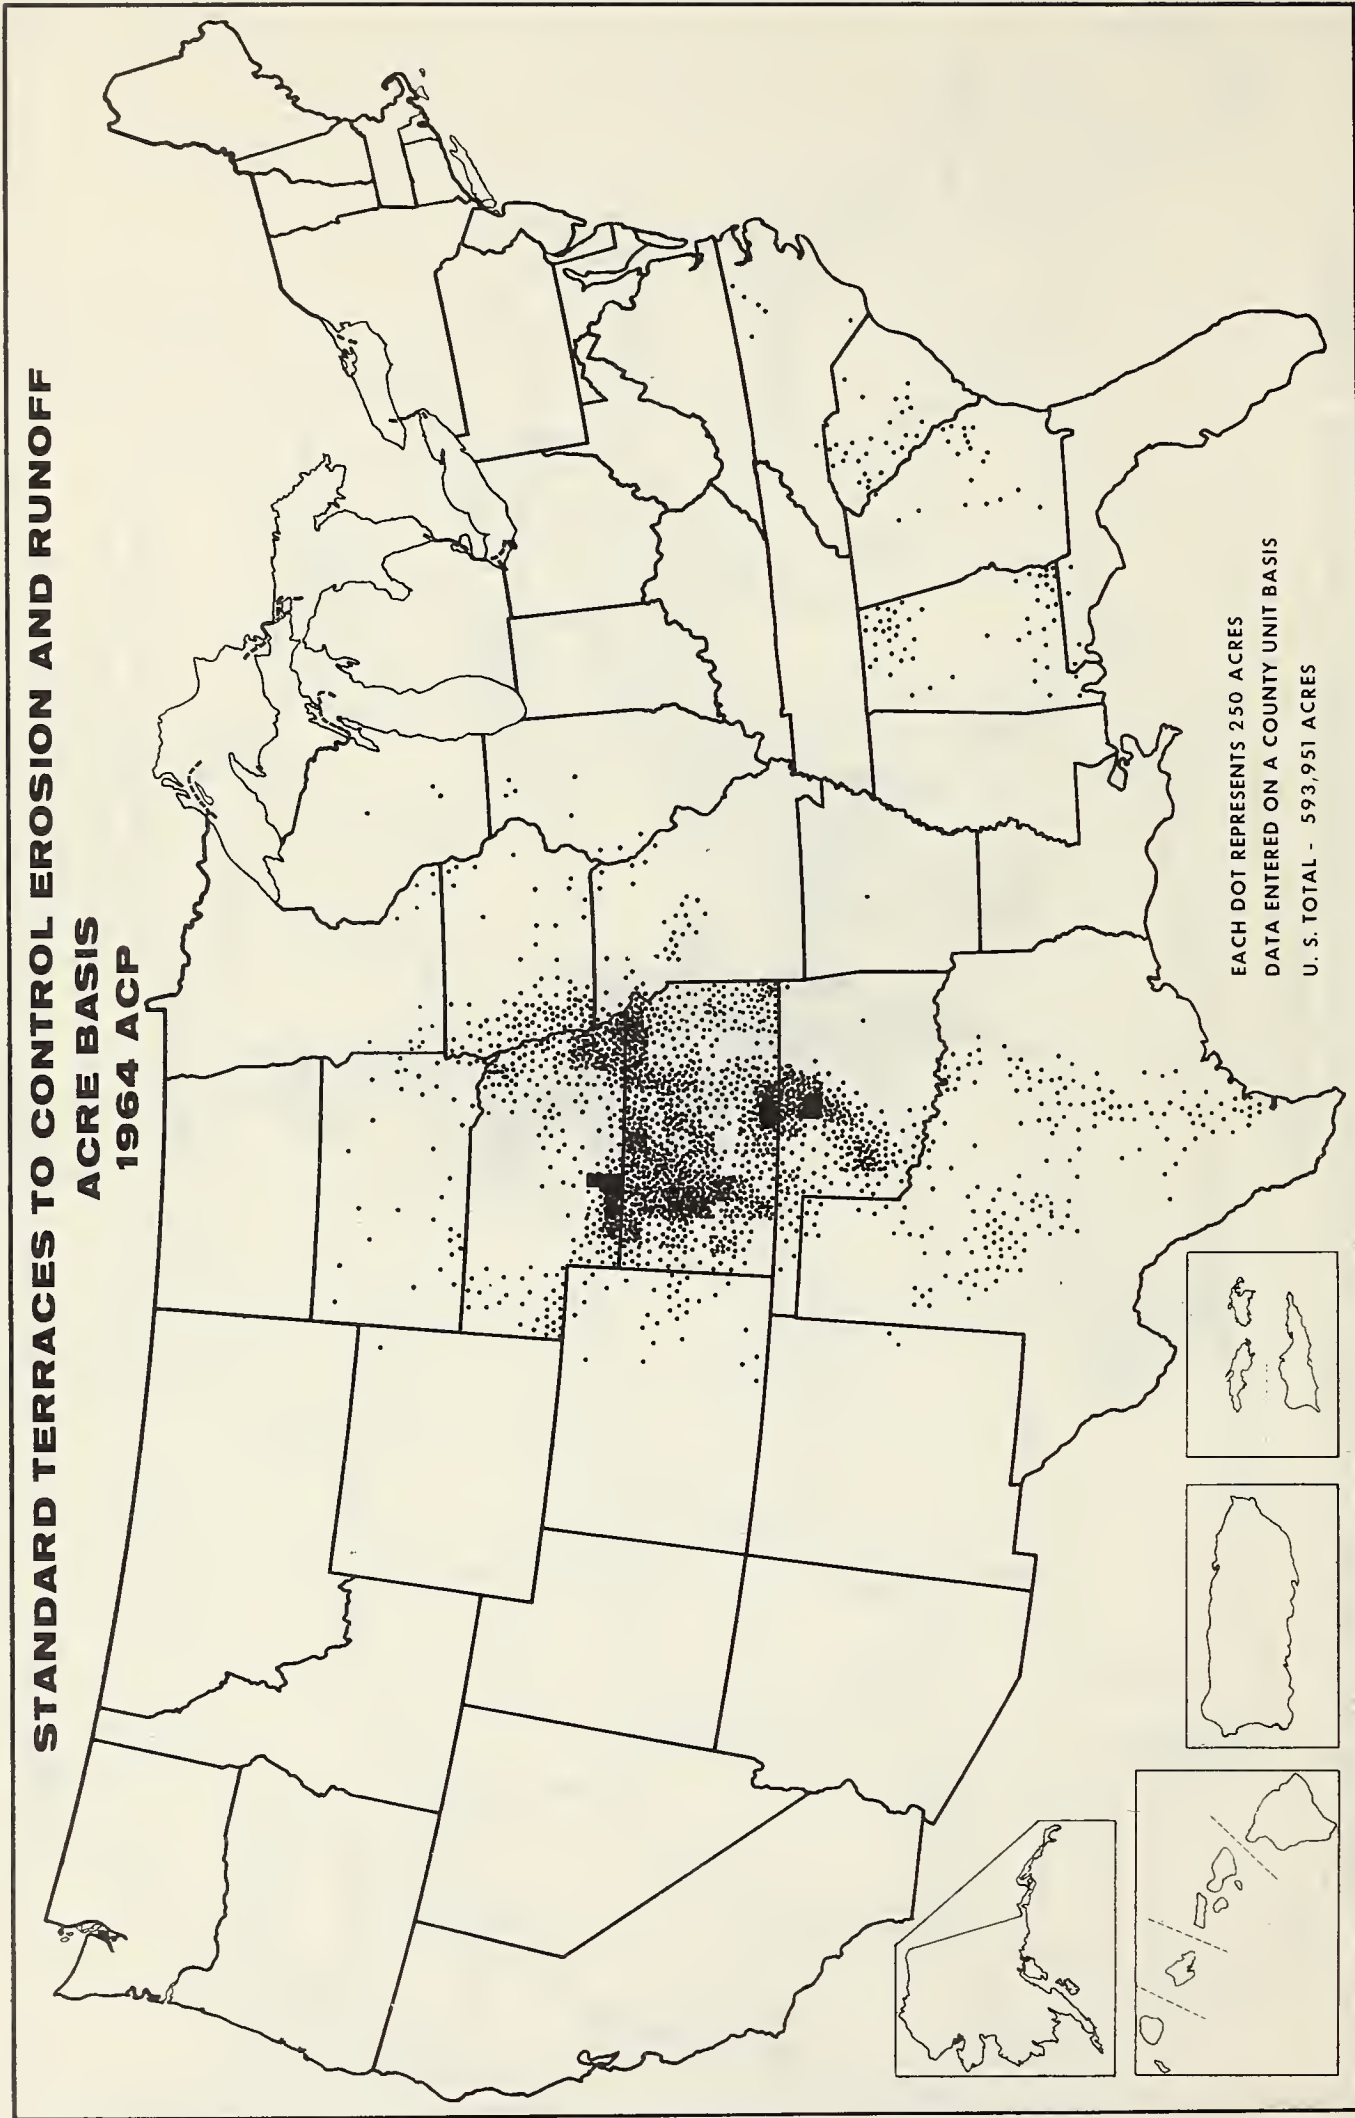 STANDARD TERRACES TO CONTROL EROSION AND RUNOFF
ACRE BASIS
1964 ACP
EACH DOT REPRESENTS 250 ACRES
DATA ENTERED ON A COUNTY UNIT BASIS
U. S. TOTAL - 593,951 ACRES